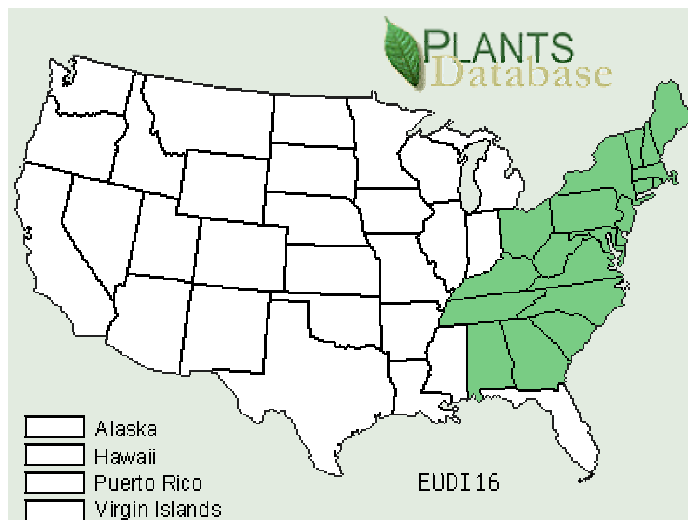 PLANTS
Database
Alaska
Hawaii
Puerto Rico
Virgin Islands
EUDI16